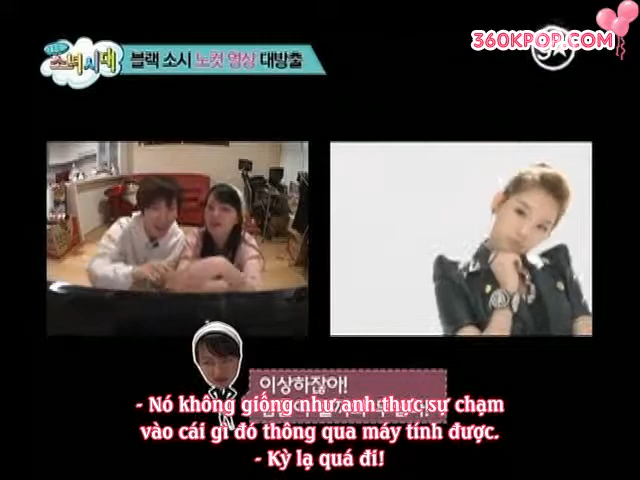 360KPOP.COM
소녀시대
블랙 소시 노컷 영상 대방출
이상하잖아!
- Nó không giống như anh thực sự chạm
vào cái gì đó thông qua máy tính được.
- Kỳ lạ quá đi!